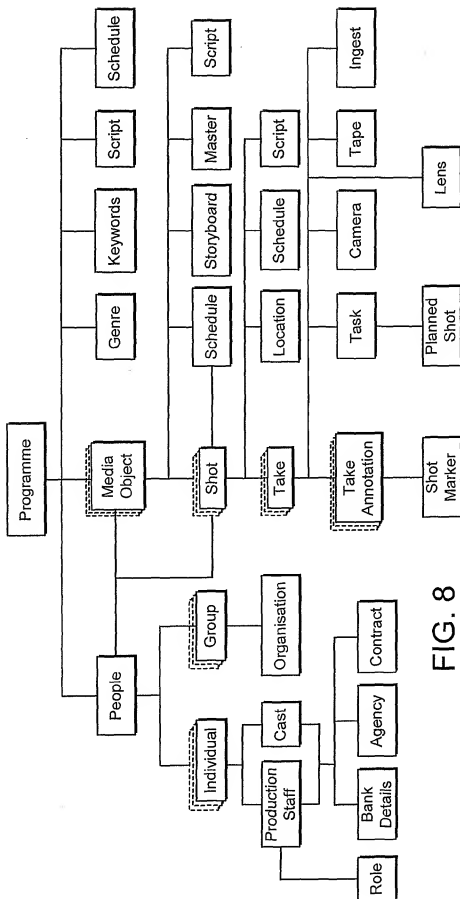 Programme
People
Media
Object
Genre
Keywords
Script
Schedule
Individual
Group
Shot
Schedule
Storyboard
Master
Script
Production
Staff
Cast
Organisation
Take
Location
Schedule
Script
Role
Bank
Details
Agency
Contract
Take
Annotation
Task
Camera
Tape
Ingest
Shot
Marker
Planned
Shot
Lens
FIG. 8